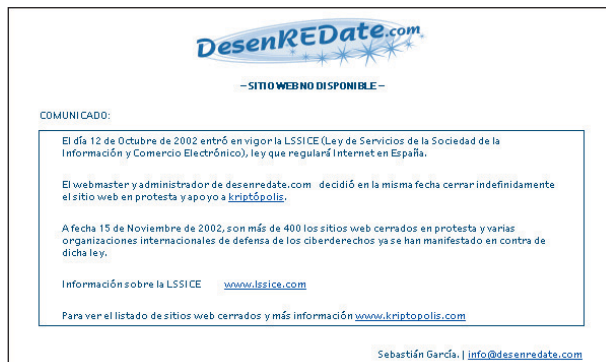 DesenREDate.com
– SITIO WEB NO DISPONIBLE –
COMUNICADO:
El día 12 de Octubre de 2002 entró en vigor la LSSICE (Ley de Servicios de la Sociedad de la
Información y Comercio Electrónico), ley que regulará Internet en España.
El webmaster y administrador de desenredate.com decidió en la misma fecha cerrar indefinidamente
el sitio web en protesta y apoyo a kriptópolis.
A fecha 15 de Noviembre de 2002, son más de 400 los sitios web cerrados en protesta y varias
organizaciones internacionales de defensa de los ciberderechos ya se han manifestado en contra de
dicha ley.
Información sobre la LSSICE www.lssice.com
Para ver el listado de sitios web cerrados y más información www.kriptopolis.com
Sebastián García. | info@desenredate.com